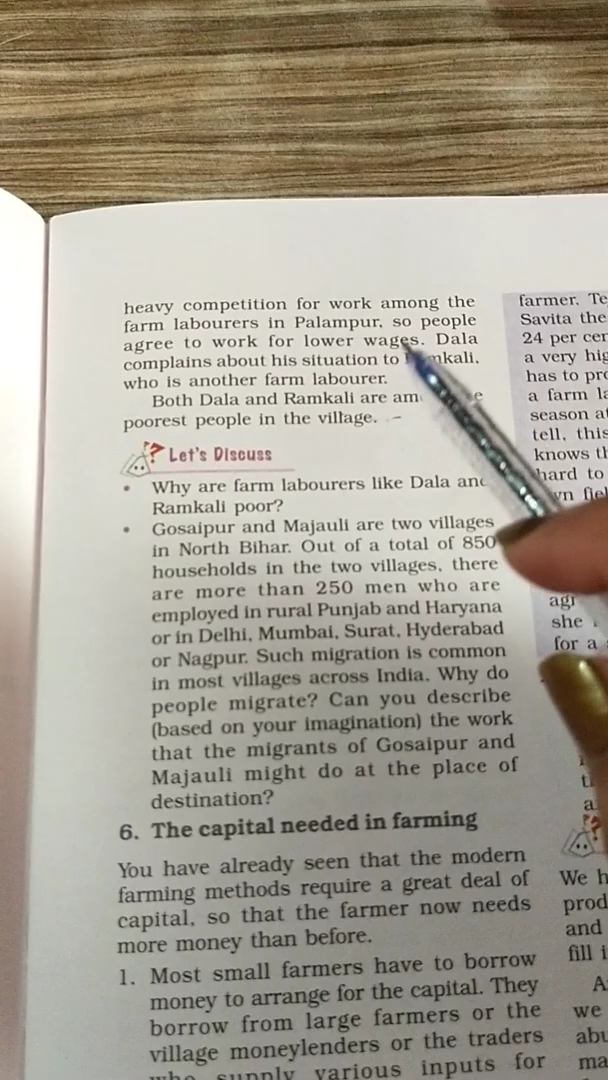 heavy competition for work among the
farm labourers in Palampur, so people
agree to work for lower wages. Dala
complains about his situation to
who is another farm labourer.
Both Dala and Ramkali are
poorest people in the village.
Let's Discuss
• Why are farm labourers like Dala and
Ramkali poor?
• Gosaipur and Majauli are two villages
in North Bihar. Out of a total of 850
households in the two villages, there
are more than 250 men who are
employed in rural Punjab and Haryana
or in Delhi, Mumbai, Surat, Hyderabad
or Nagpur. Such migration is common
in most villages across India. Why do
people migrate? Can you describe
(based on your imagination) the work
that the migrants of Gosaipur and
Majauli might do at the place of
destination?
6. The capital needed in farming
You have already seen that the modern
farming methods require a great deal of
capital, so that the farmer now needs
more money than before.
1. Most small farmers have to borrow
money to arrange for the capital. They
borrow from large farmers or the
village moneylenders or the traders
who supply various inputs for
farmer. Te
Savita the
24 per cen
a very hig
has to pro
a farm la
season at
tell, this
knows th
hard to
she
for a
We h
prod
and
fill i
A
we
abu
ma